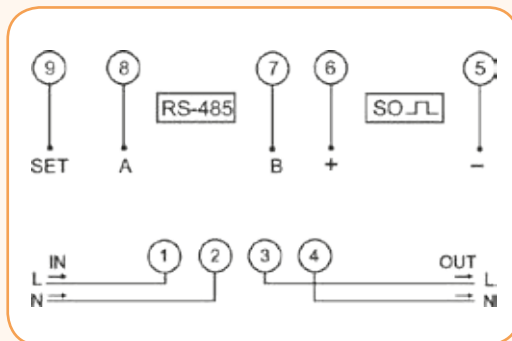 9 8 7 6 5
RS-485 SO
SET A B + −
IN 1 2 3 4 OUT
L L
N N